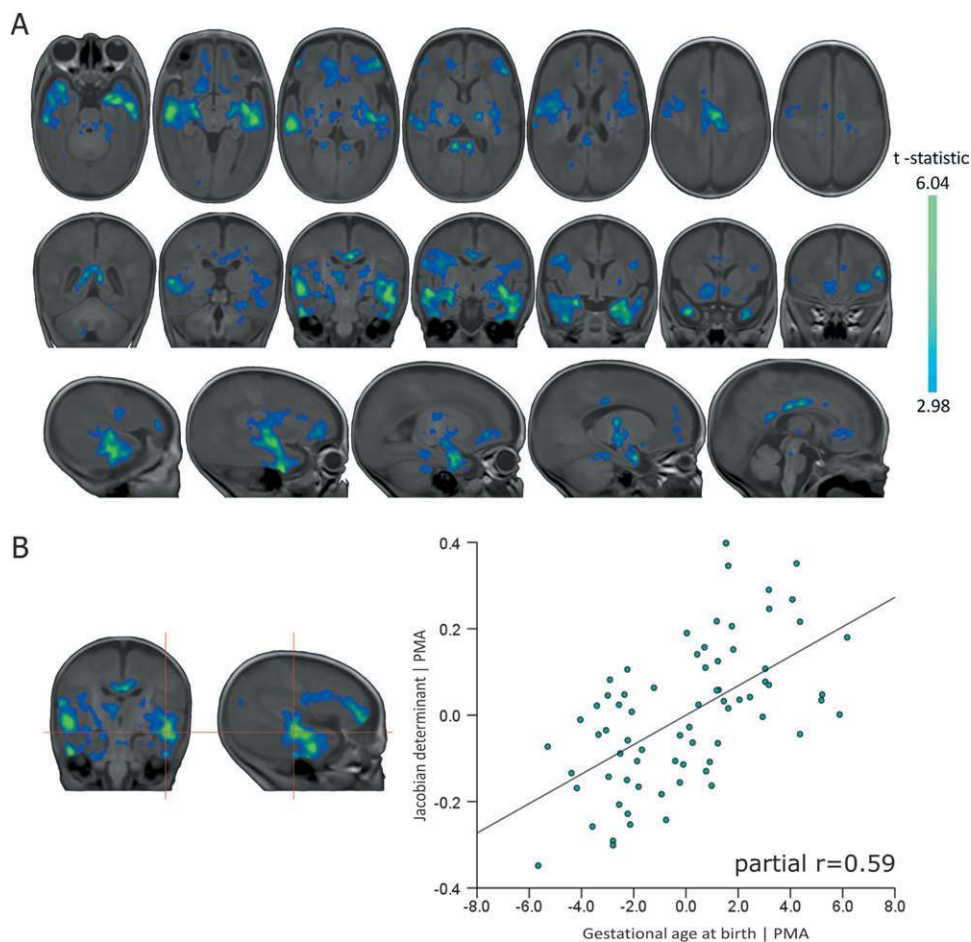 A
t -statistic
6.04
2.98
B
0.4
0.2
0.0
-0.2
-0.4
Jacobian determinant | PMA
partial r=0.59
-8.0 -6.0 -4.0 -2.0 0.0 2.0 4.0 6.0 8.0
Gestational age at birth | PMA